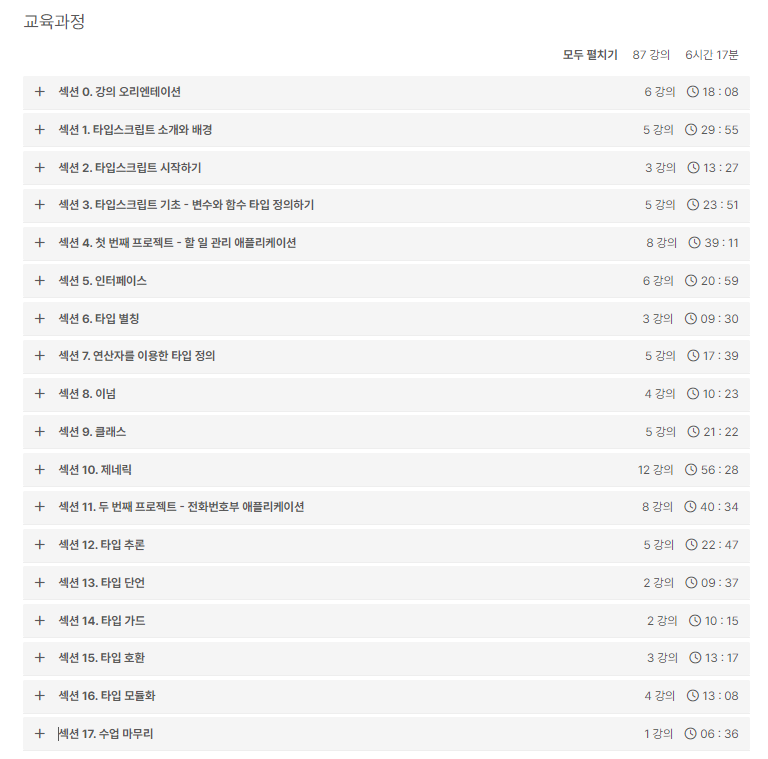 교육과정
모두 펼치기 87 강의 6시간 17분
섹션 0. 강의 오리엔테이션 6 강의 18 : 08
섹션 1. 타입스크립트 소개와 배경 5 강의 29 : 55
섹션 2. 타입스크립트 시작하기 3 강의 13 : 27
섹션 3. 타입스크립트 기초 - 변수와 함수 타입 정의하기 5 강의 23 : 51
섹션 4. 첫 번째 프로젝트 - 할 일 관리 애플리케이션 8 강의 39 : 11
섹션 5. 인터페이스 6 강의 20 : 59
섹션 6. 타입 별칭 3 강의 09 : 30
섹션 7. 연산자를 이용한 타입 정의 5 강의 17 : 39
섹션 8. 이넘 4 강의 10 : 23
섹션 9. 클래스 5 강의 21 : 22
섹션 10. 제네릭 12 강의 56 : 28
섹션 11. 두 번째 프로젝트 - 전화번호부 애플리케이션 8 강의 40 : 34
섹션 12. 타입 추론 5 강의 22 : 47
섹션 13. 타입 단언 2 강의 09 : 37
섹션 14. 타입 가드 2 강의 10 : 15
섹션 15. 타입 호환 3 강의 13 : 17
섹션 16. 타입 모듈화 4 강의 13 : 08
섹션 17. 수업 마무리 1 강의 06 : 36